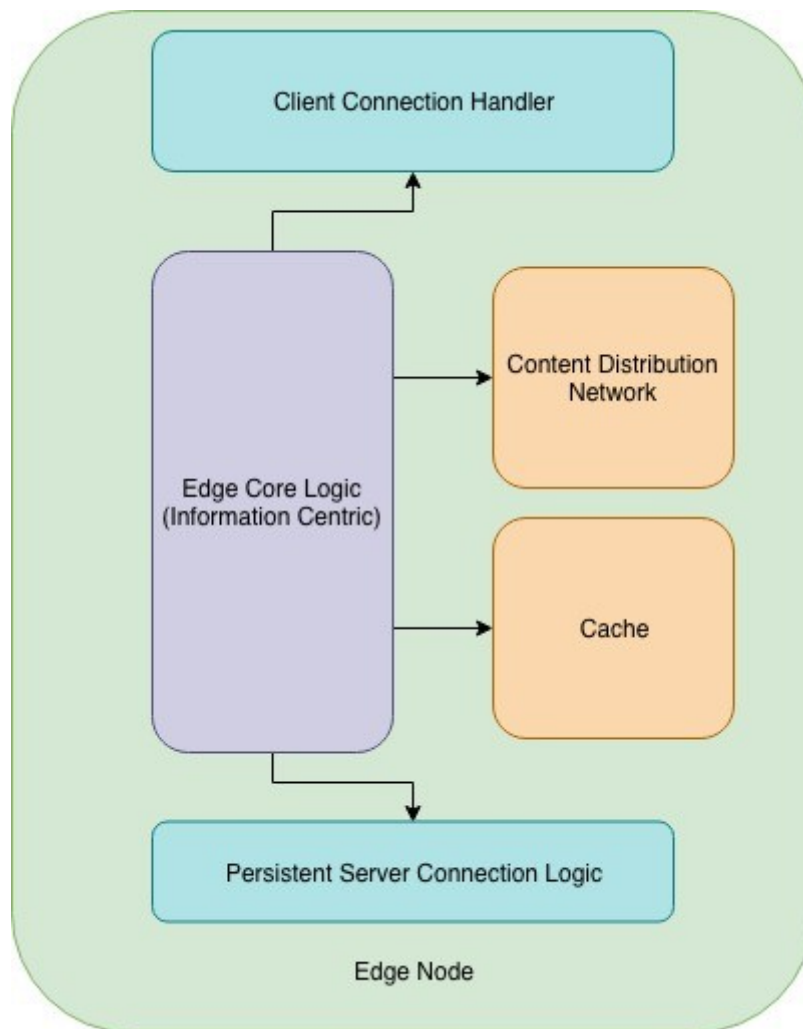 Client Connection Handler
Content Distribution
Network
Edge Core Logic
(Information Centric)
Cache
Persistent Server Connection Logic
Edge Node